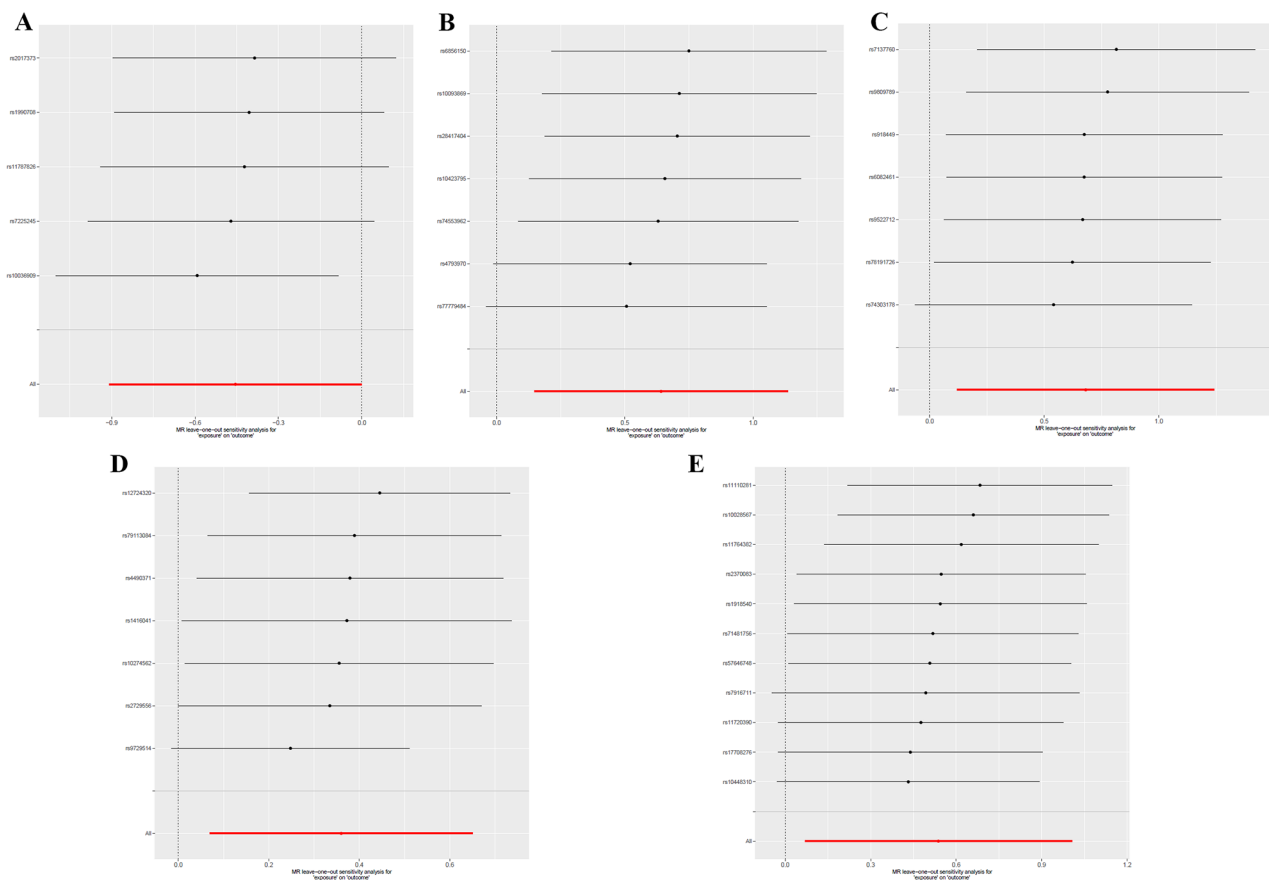 A
rs2017373
rs1990708
rs11787826
rs7225245
rs10036909
All
−0.9 −0.6 −0.3 0.0
MR leave−one−out sensitivity analysis for
'exposure' on 'outcome'
B
rs6856150
rs10093869
rs28417404
rs10423795
rs74553962
rs4793970
rs77779484
All
0.0 0.5 1.0
MR leave−one−out sensitivity analysis for
'exposure' on 'outcome'
C
rs7137760
rs9809789
rs918449
rs6082461
rs9522712
rs78191726
rs74303178
All
0.0 0.5 1.0
MR leave−one−out sensitivity analysis for
'exposure' on 'outcome'
D
rs12724320
rs79113084
rs4490371
rs1416041
rs10274562
rs2729556
rs9729514
All
0.0 0.4 0.6
MR leave−one−out sensitivity analysis for
'exposure' on 'outcome'
E
rs11110281
rs10028567
rs11764362
rs2370083
rs1918540
rs71481756
rs57646748
rs7916711
rs11720390
rs17708276
rs10448310
All
0.0 0.3 0.6 0.9 1.2
MR leave−one−out sensitivity analysis for
'exposure' on 'outcome'